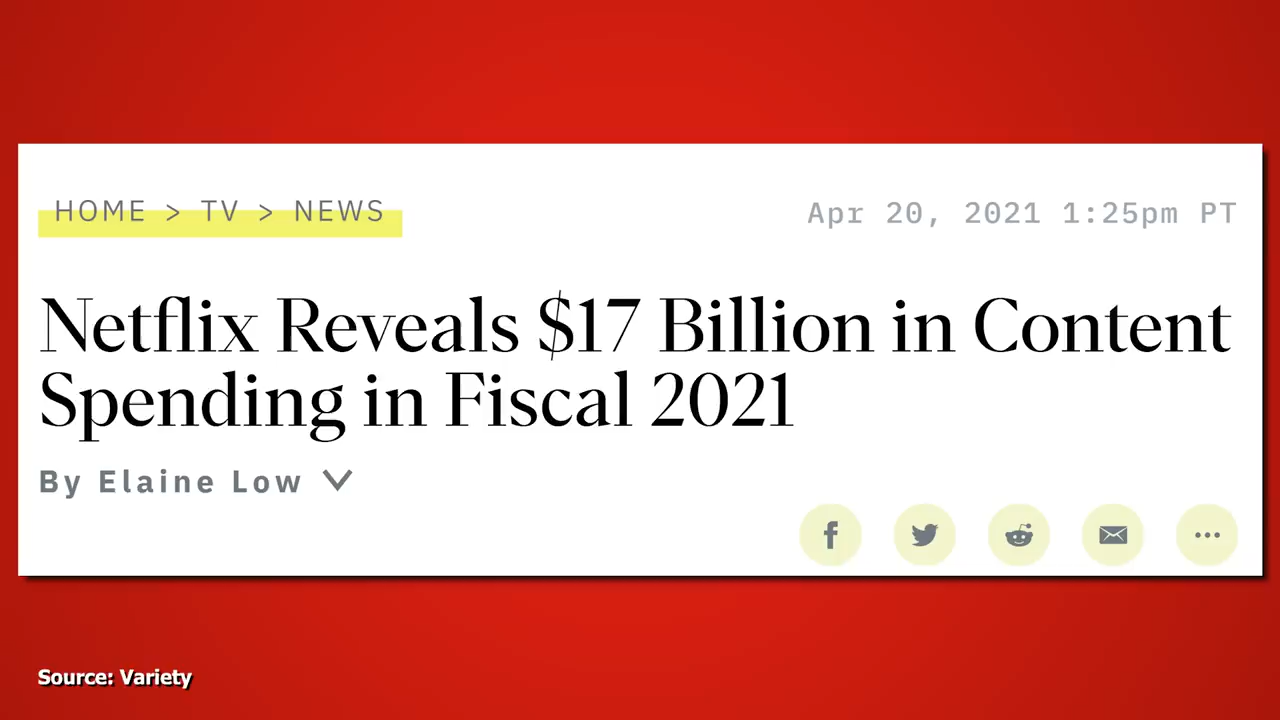 HOME > TV > NEWS
Apr 20, 2021 1:25pm PT
Netflix Reveals $17 Billion in Content
Spending in Fiscal 2021
By Elaine Low
Source: Variety